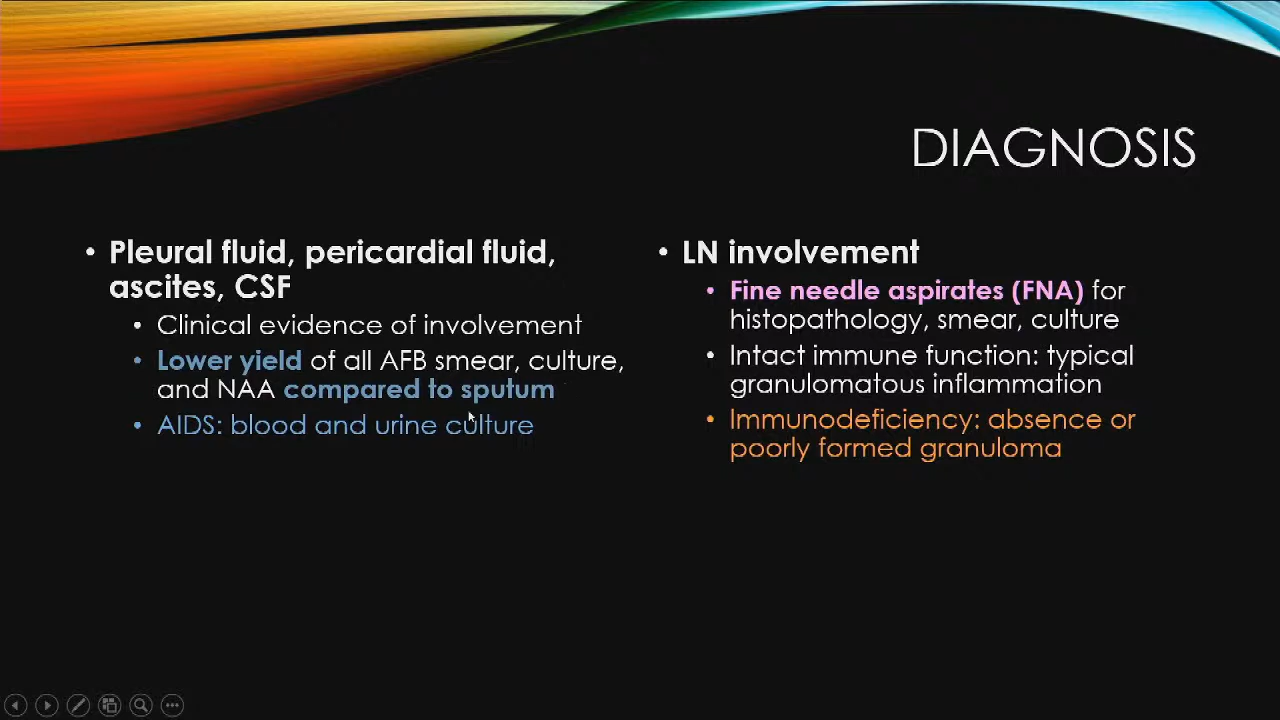 DIAGNOSIS
• Pleural fluid, pericardial fluid,
ascites, CSF
• Clinical evidence of involvement
• Lower yield of all AFB smear, culture,
and NAA compared to sputum
• AIDS: blood and urine culture
• LN involvement
• Fine needle aspirates (FNA) for
histopathology, smear, culture
• Intact immune function: typical
granulomatous inflammation
• Immunodeficiency: absence or
poorly formed granuloma